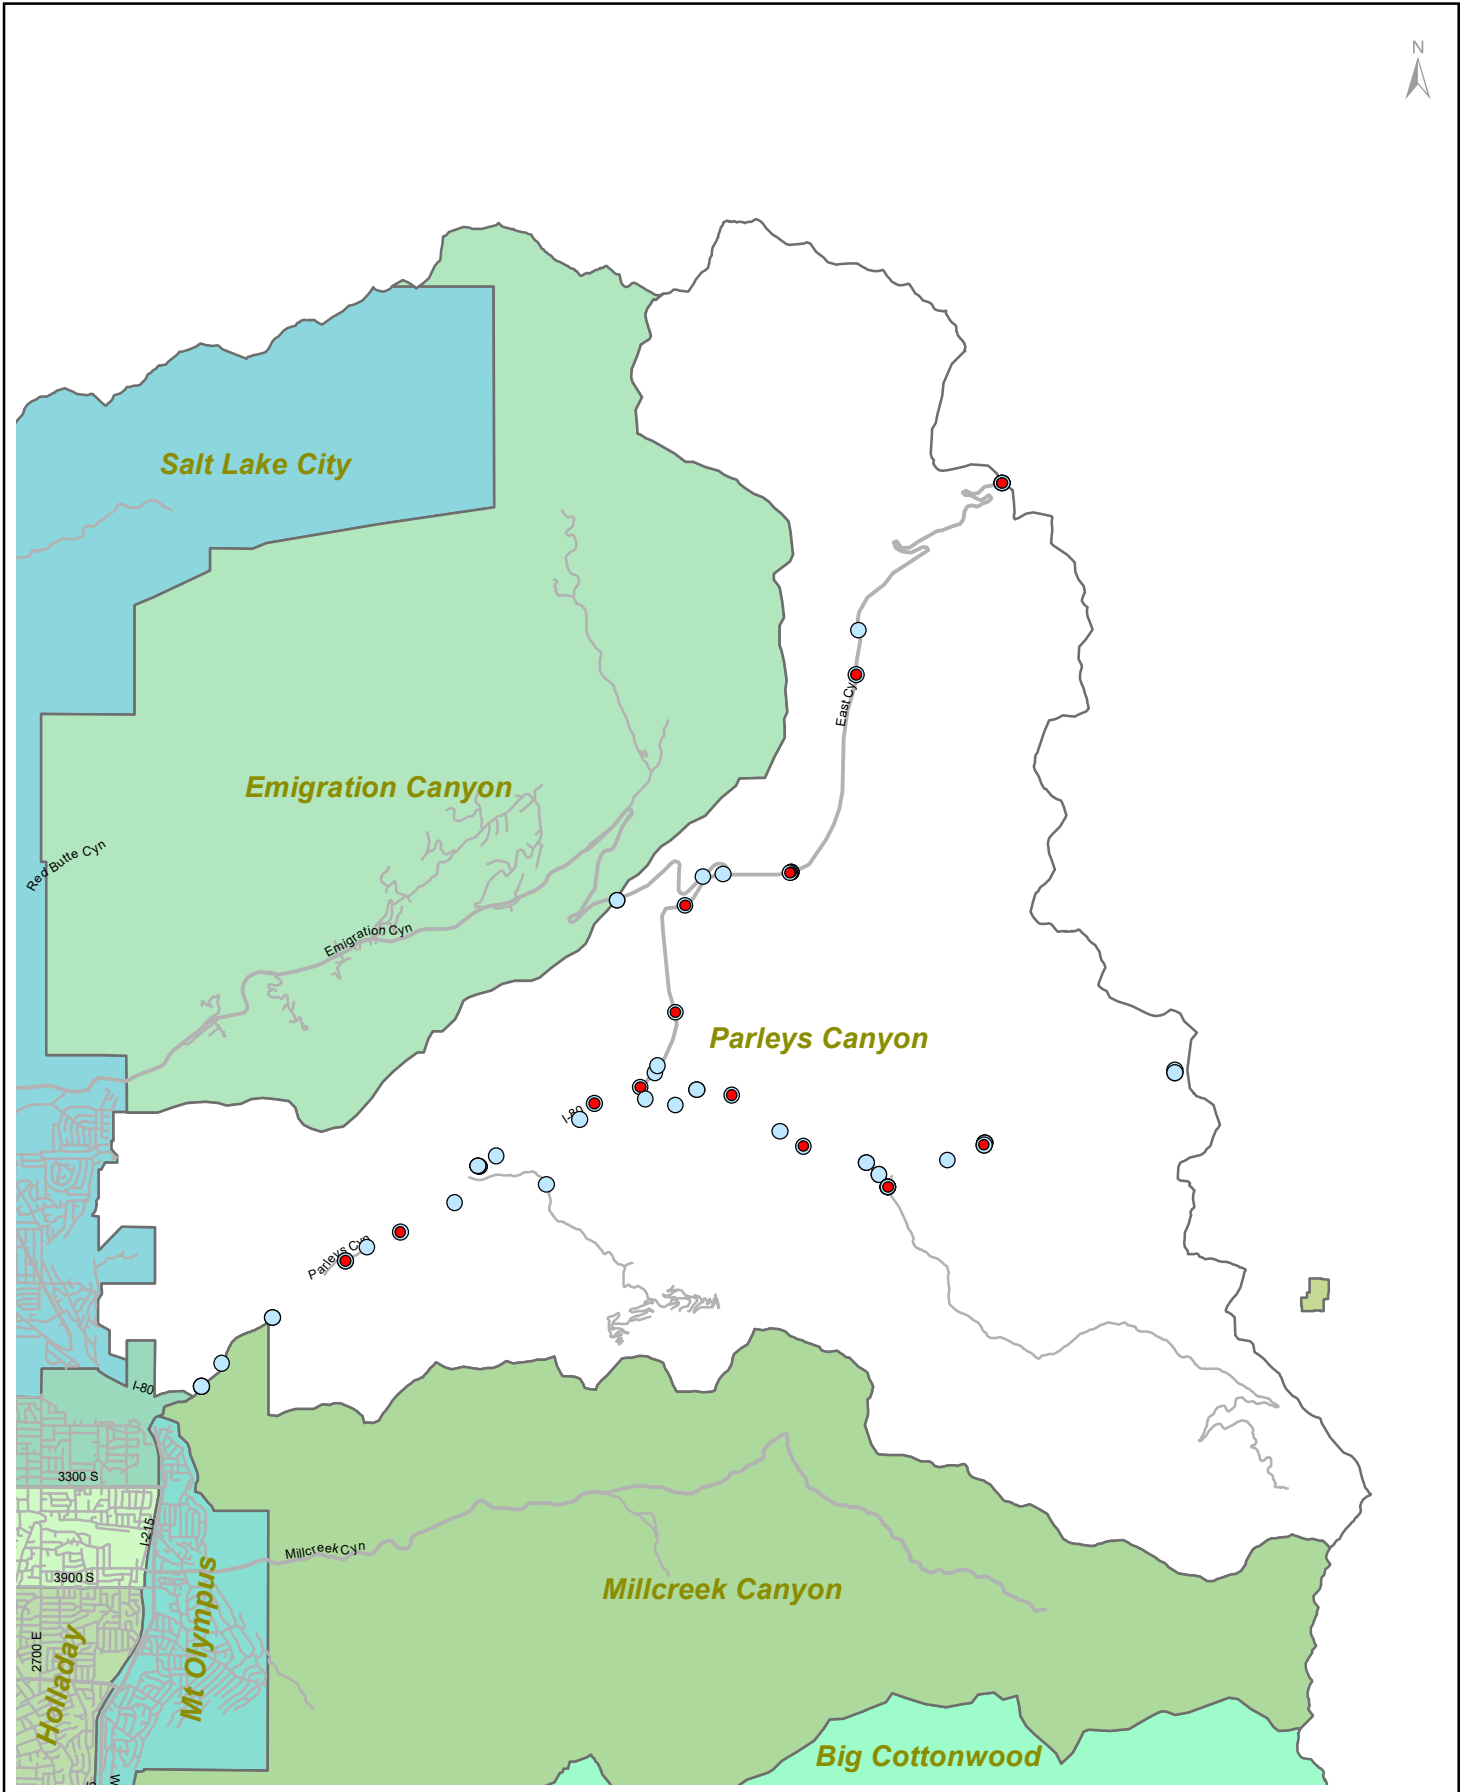 N
Salt Lake City
East Cyn
Emigration Canyon
Red Butte Cyn
Emigration Cyn
Parleys Canyon
I-80
Parleys Cyn
I-80
3300 S
I-215
Millcreek Cyn
3900 S
Millcreek Canyon
Mt Olympus
2700 E
Holladay
Big Cottonwood
W
S